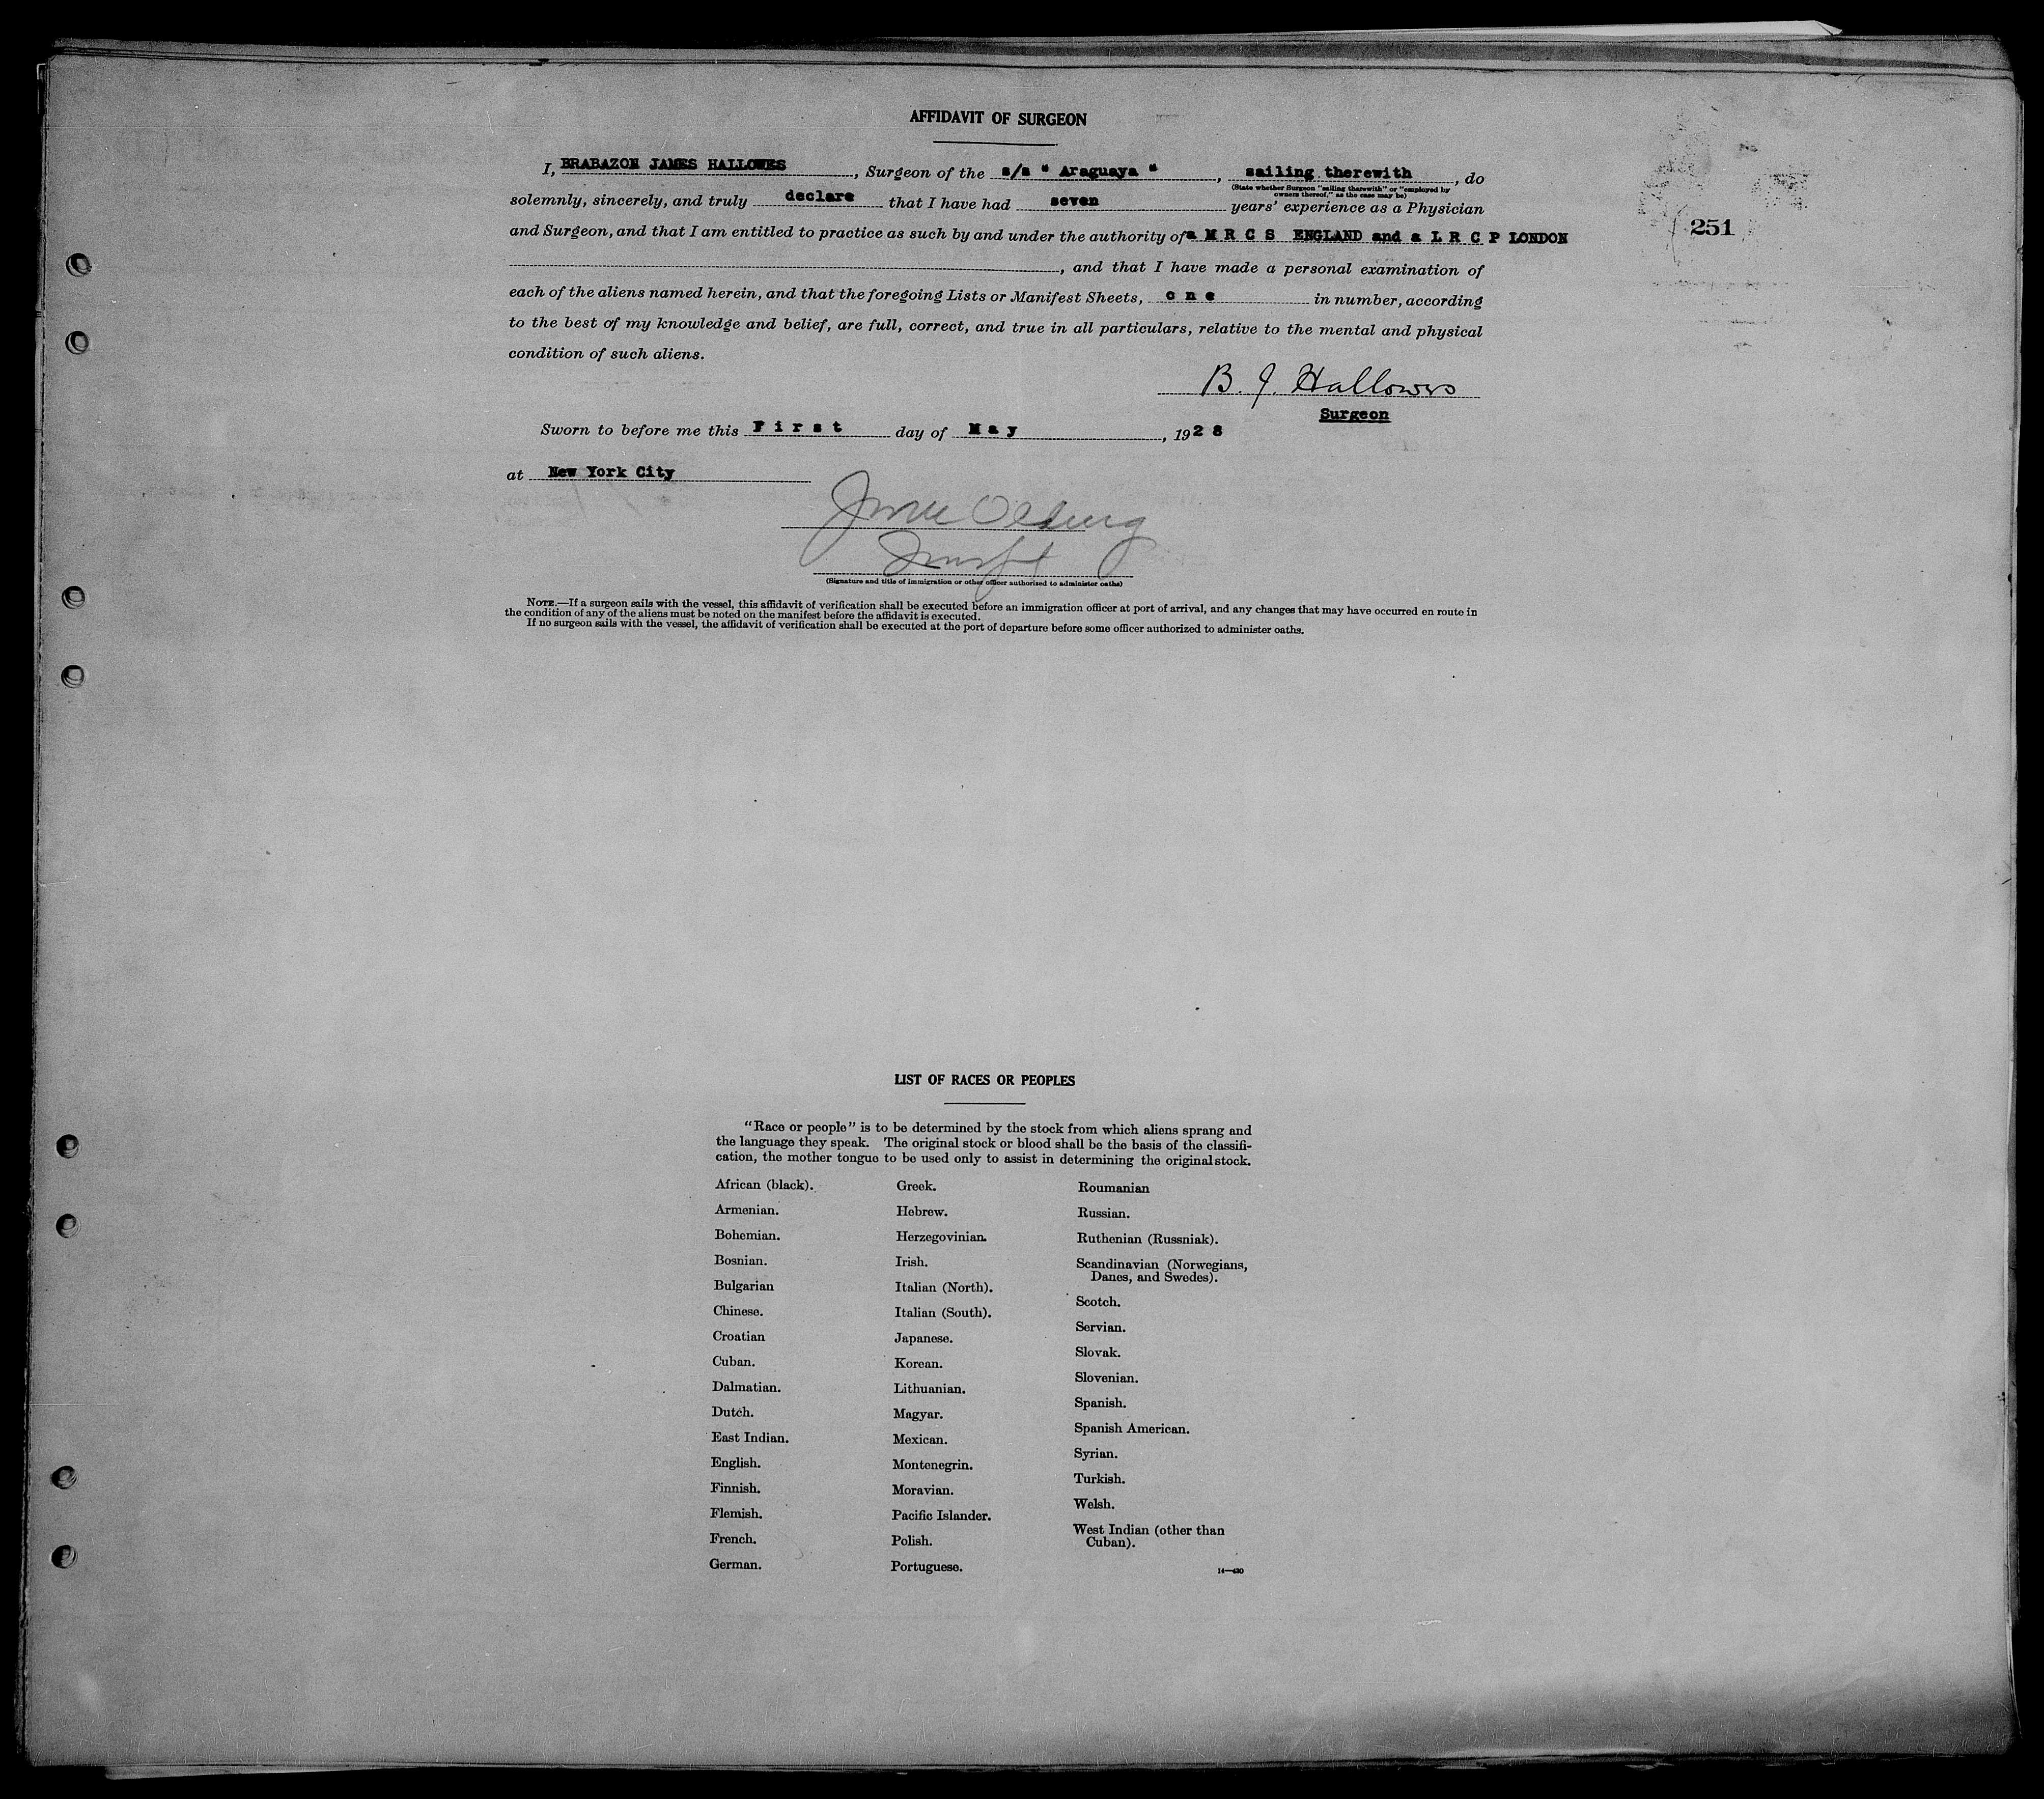 AFFIDAVIT OF SURGEON
251
I, BRABAZON JAMES HALLOWES, Surgeon of the s/s " Araguaya ", sailing therewith, do
(State whether Surgeon "sailing therewith" or "employed by
owners thereof," as the case may be)
solemnly, sincerely, and truly declare that I have had seven years' experience as a Physician
and Surgeon, and that I am entitled to practice as such by and under the authority of a M R C S ENGLAND and a L R C P LONDON
, and that I have made a personal examination of
each of the aliens named herein, and that the foregoing Lists or Manifest Sheets, one in number, according
to the best of my knowledge and belief, are full, correct, and true in all particulars, relative to the mental and physical
condition of such aliens.
B. J. Hallowes
Surgeon
Sworn to before me this First day of May, 1928
at New York City
(Signature and title of immigration or other officer authorized to administer oaths)
NOTE.—If a surgeon sails with the vessel, this affidavit of verification shall be executed before an immigration officer at port of arrival, and any changes that may have occurred en route in
the condition of any of the aliens must be noted on the manifest before the affidavit is executed.
If no surgeon sails with the vessel, the affidavit of verification shall be executed at the port of departure before some officer authorized to administer oaths.
LIST OF RACES OR PEOPLES
"Race or people" is to be determined by the stock from which aliens sprang and
the language they speak. The original stock or blood shall be the basis of the classifi-
cation, the mother tongue to be used only to assist in determining the original stock.
African (black).
Armenian.
Bohemian.
Bosnian.
Bulgarian
Chinese.
Croatian
Cuban.
Dalmatian.
Dutch.
East Indian.
English.
Finnish.
Flemish.
French.
German.
Greek.
Hebrew.
Herzegovinian.
Irish.
Italian (North).
Italian (South).
Japanese.
Korean.
Lithuanian.
Magyar.
Mexican.
Montenegrin.
Moravian.
Pacific Islander.
Polish.
Portuguese.
Roumanian
Russian.
Ruthenian (Russniak).
Scandinavian (Norwegians,
Danes, and Swedes).
Scotch.
Servian.
Slovak.
Slovenian.
Spanish.
Spanish American.
Syrian.
Turkish.
Welsh.
West Indian (other than
Cuban).
14—430